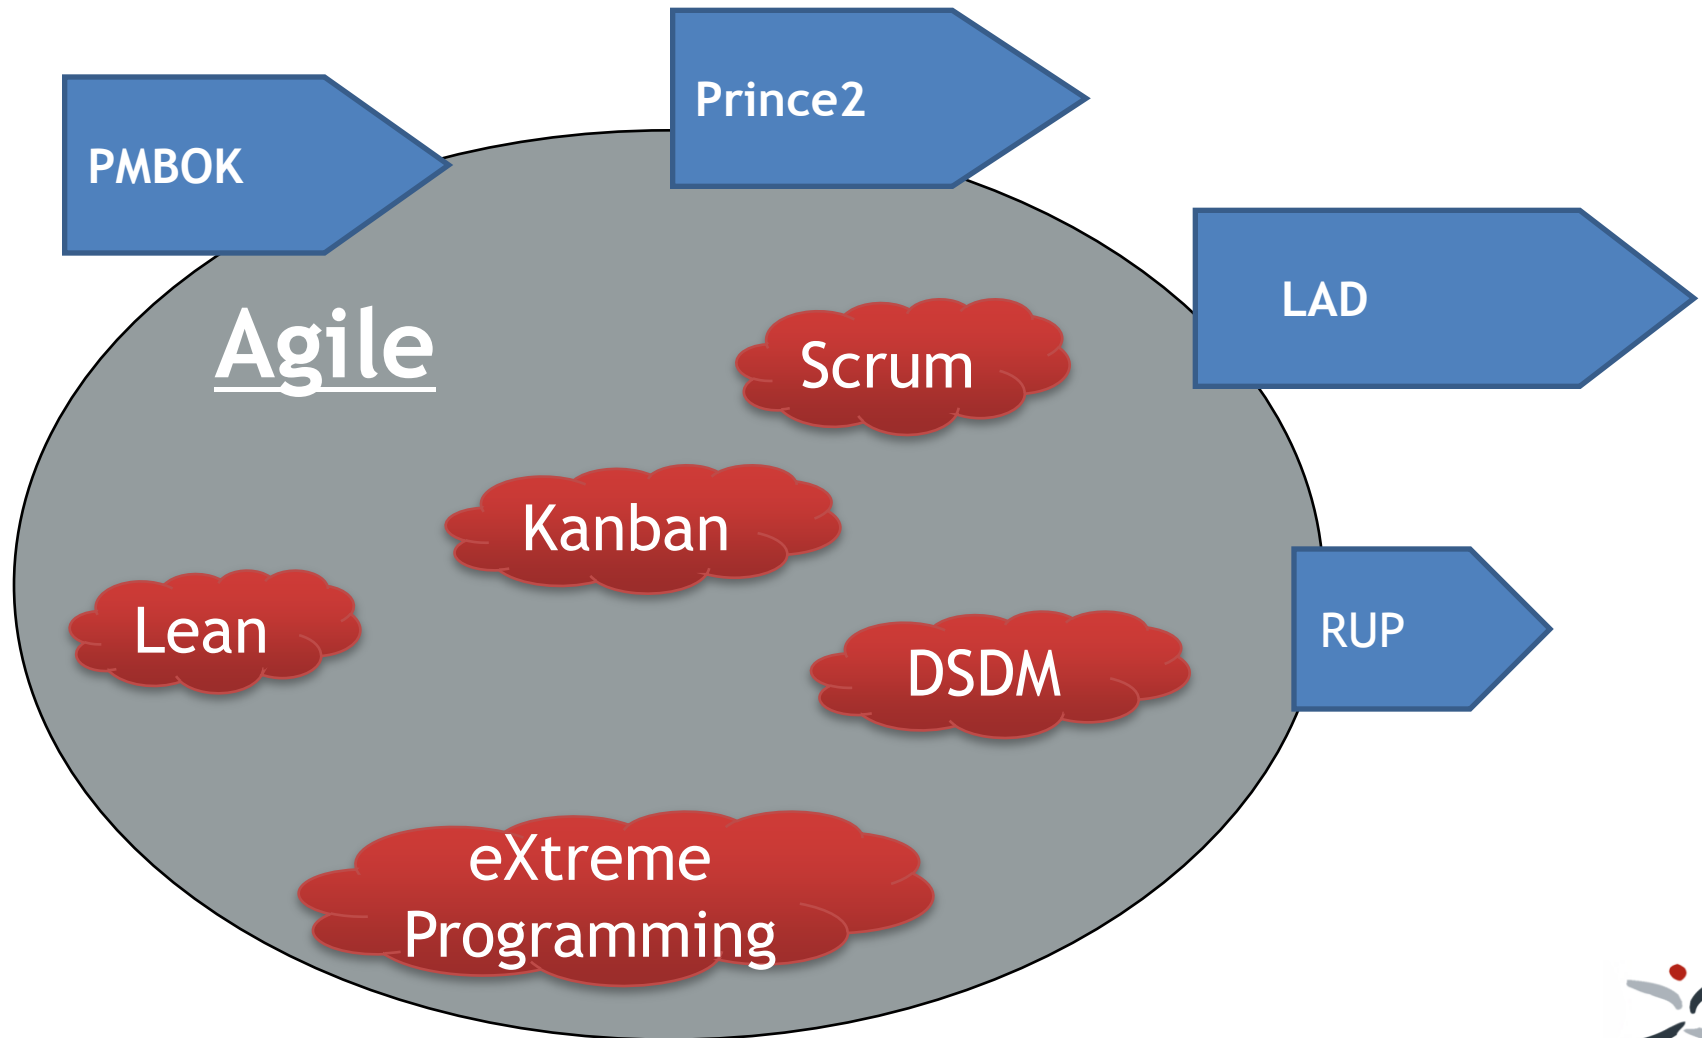 Prince2
PMBOK
LAD
Agile
Scrum
Kanban
Lean
RUP
DSDM
eXtreme
Programming